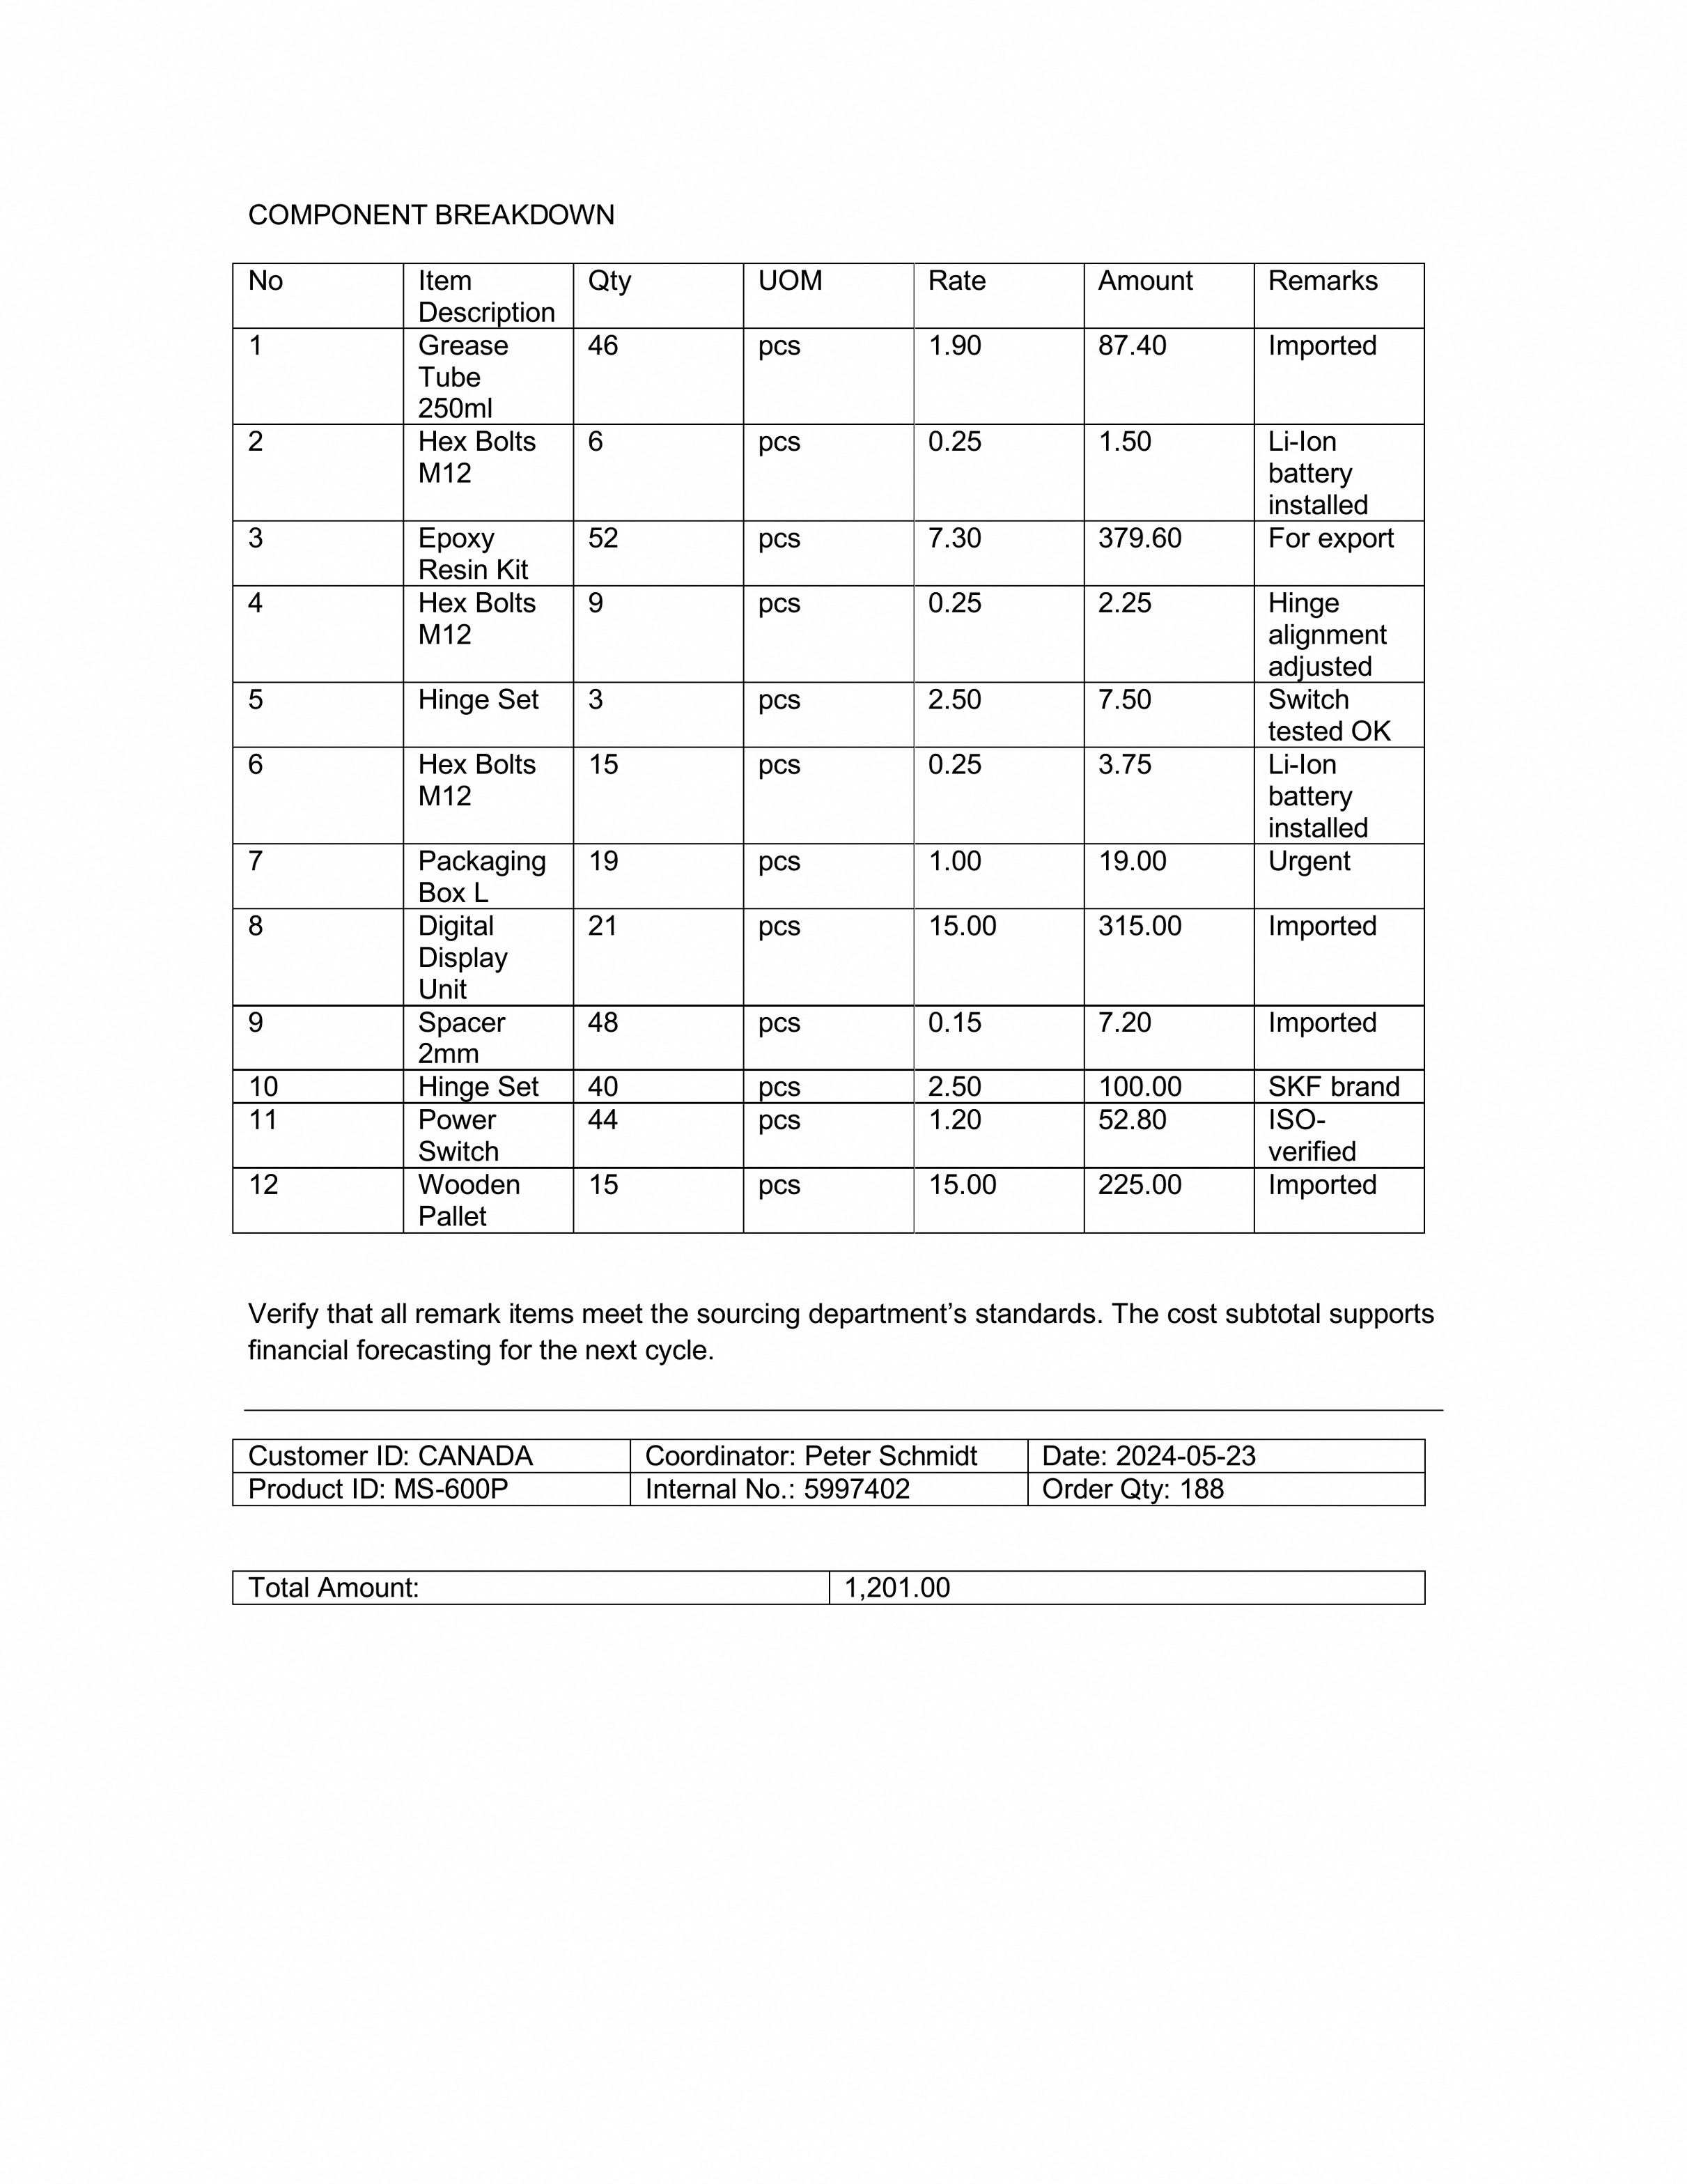 COMPONENT BREAKDOWN
No Item Description Qty UOM Rate Amount Remarks
1 Grease Tube 250ml 46 pcs 1.90 87.40 Imported
2 Hex Bolts M12 6 pcs 0.25 1.50 Li-Ion battery installed
3 Epoxy Resin Kit 52 pcs 7.30 379.60 For export
4 Hex Bolts M12 9 pcs 0.25 2.25 Hinge alignment adjusted
5 Hinge Set 3 pcs 2.50 7.50 Switch tested OK
6 Hex Bolts M12 15 pcs 0.25 3.75 Li-Ion battery installed
7 Packaging Box L 19 pcs 1.00 19.00 Urgent
8 Digital Display Unit 21 pcs 15.00 315.00 Imported
9 Spacer 2mm 48 pcs 0.15 7.20 Imported
10 Hinge Set 40 pcs 2.50 100.00 SKF brand
11 Power Switch 44 pcs 1.20 52.80 ISO-verified
12 Wooden Pallet 15 pcs 15.00 225.00 Imported
Verify that all remark items meet the sourcing department’s standards. The cost subtotal supports
financial forecasting for the next cycle.
Customer ID: CANADA Coordinator: Peter Schmidt Date: 2024-05-23
Product ID: MS-600P Internal No.: 5997402 Order Qty: 188
Total Amount: 1,201.00